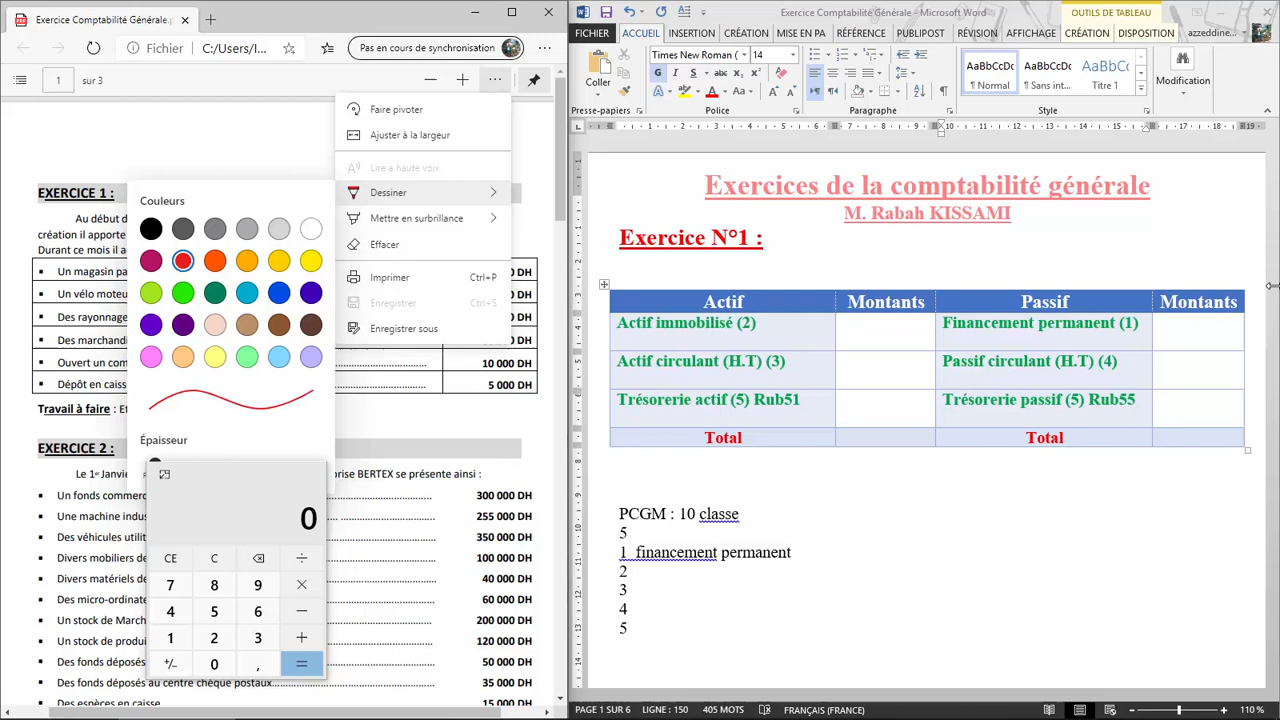 Exercice Comptabilité Générale.p
Fichier
C:/Users/I...
Pas en cours de synchronisation
1
sur 3
Faire pivoter
Ajuster à la largeur
Lire à haute voix
Dessiner
Mettre en surbrillance
Effacer
Imprimer Ctrl+P
Enregistrer Ctrl+S
Enregistrer sous
EXERCICE 1 :
Au début d
création il apporte
Durant ce mois il a
Un magasin pa
Un vélo moteu
Des rayonnage
Des marchand
Ouvert un com
10 000 DH
Dépôt en caiss
5 000 DH
Travail à faire : E
Couleurs
Épaisseur
EXERCICE 2 :
Le 1er Janvi
prise BERTEX se présente ainsi :
Un fonds commer
300 000 DH
Une machine indus
255 000 DH
Des véhicules utili
350 000 DH
Divers mobiliers de
100 000 DH
Divers matériels de
40 000 DH
Des micro-ordinate
60 000 DH
Un stock de March
200 000 DH
Un stock de produ
120 000 DH
Des fonds déposés
50 000 DH
Des fonds déposés au centre chèque postaux
35 000 DH
Des espèces en caisse
15 000 DH
0
CE C ⌫ ÷
7 8 9 ×
4 5 6 −
1 2 3 +
+/− 0 , =
Exercice Comptabilité Générale - Microsoft Word
OUTILS DE TABLEAU
FICHIER ACCUEIL INSERTION CRÉATION MISE EN PA RÉFÉRENCE PUBLIPOST RÉVISION AFFICHAGE CRÉATION DISPOSITION azzeddine...
Coller
Times New Roman ( 14
G I S abc x₂ x²
AaBbCcDc AaBbCcDc AaBbCc
¶ Normal ¶ Sans int... Titre 1
Modification
Presse-papiers Police Paragraphe Style
Exercices de la comptabilité générale
M. Rabah KISSAMI
Exercice N°1 :
Actif Montants Passif Montants
Actif immobilisé (2) Financement permanent (1)
Actif circulant (H.T) (3) Passif circulant (H.T) (4)
Trésorerie actif (5) Rub51 Trésorerie passif (5) Rub55
Total Total
PCGM : 10 classe
5
1 financement permanent
2
3
4
5
PAGE 1 SUR 6 LIGNE : 150 405 MOTS FRANÇAIS (FRANCE) 110 %